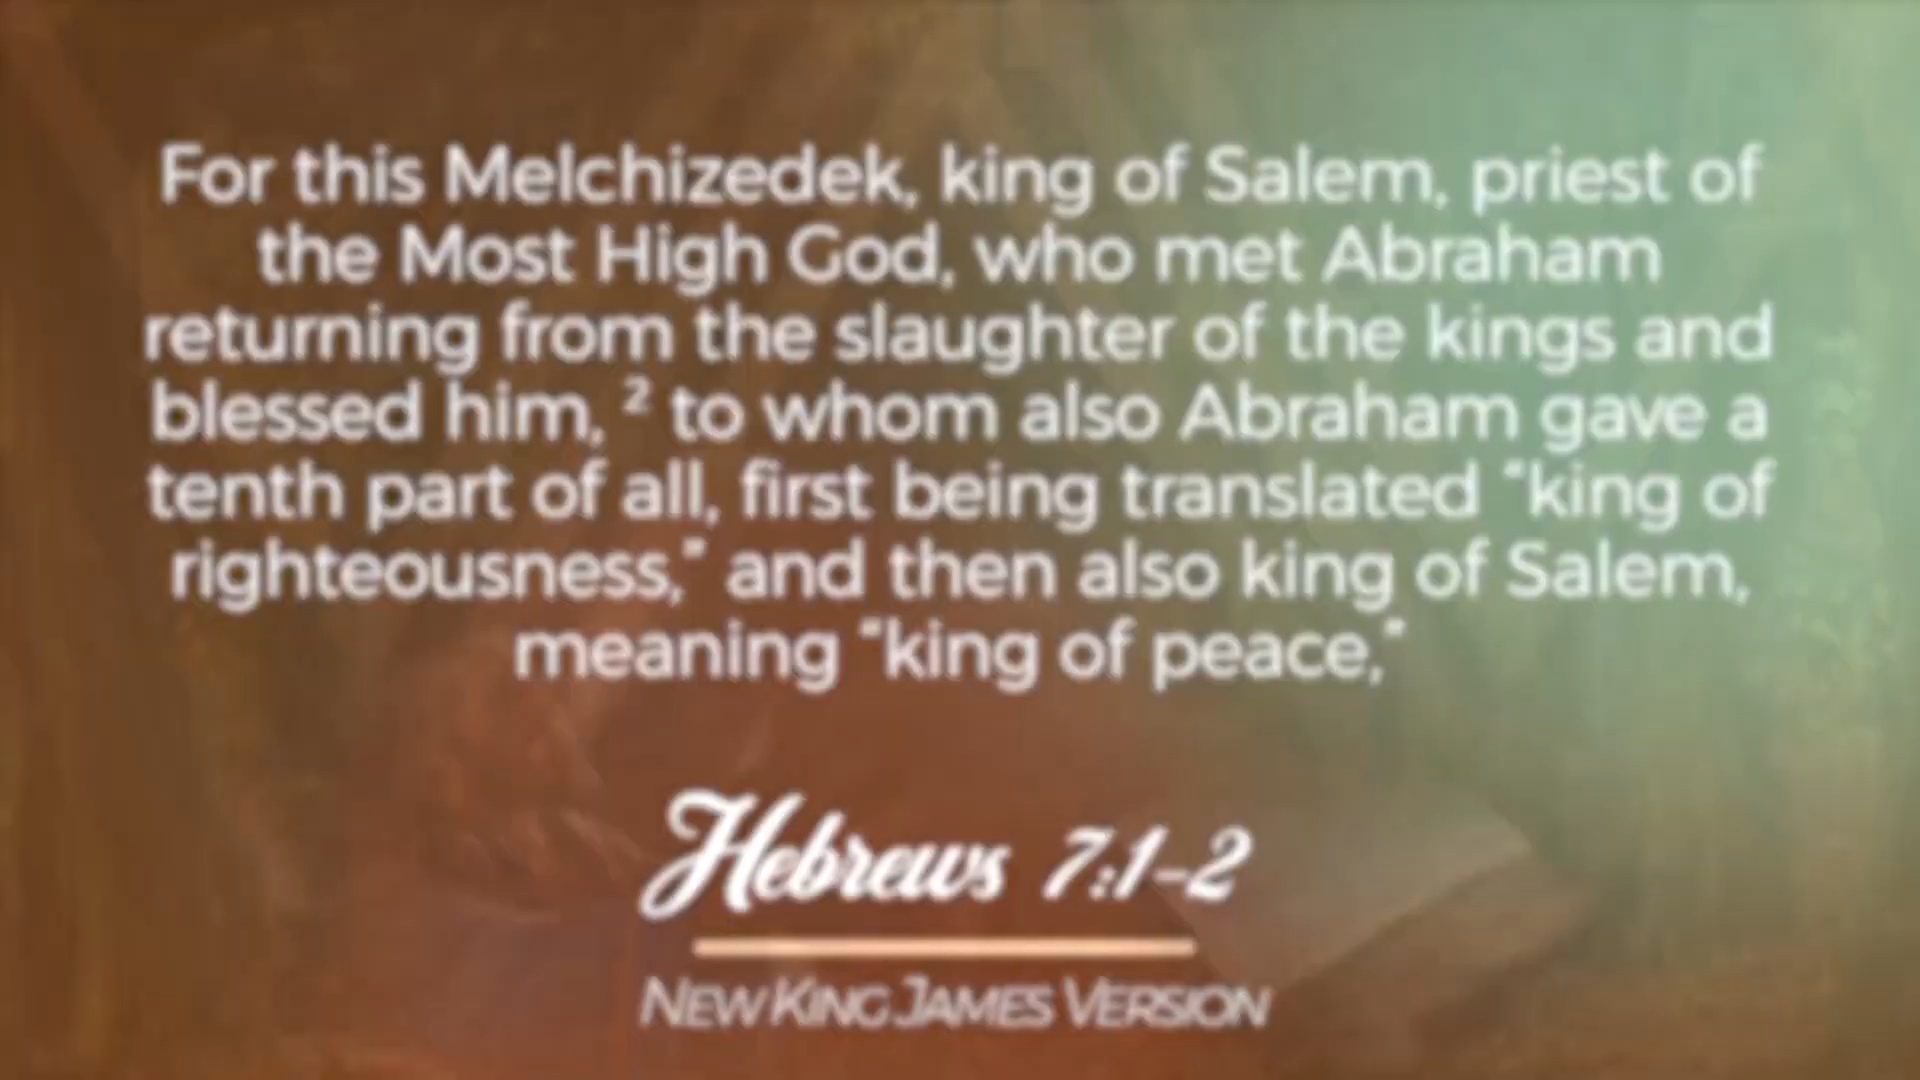 For this Melchizedek, king of Salem, priest of
the Most High God, who met Abraham
returning from the slaughter of the kings and
blessed him, ² to whom also Abraham gave a
tenth part of all, first being translated “king of
righteousness,” and then also king of Salem,
meaning “king of peace,”
Hebrews 7:1-2
NEW KING JAMES VERSION